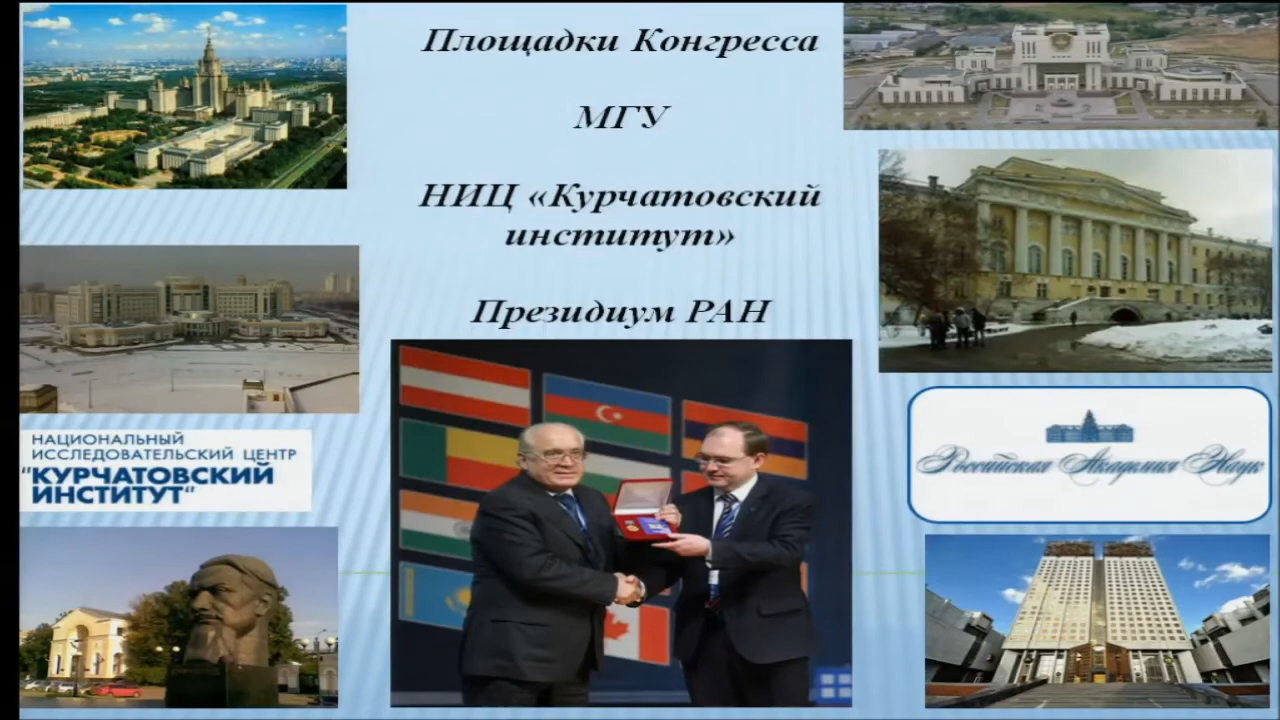 Площадки Конгресса
МГУ
НИЦ «Курчатовский
институт»
Президиум РАН
НАЦИОНАЛЬНЫЙ
ИССЛЕДОВАТЕЛЬСКИЙ ЦЕНТР
"КУРЧАТОВСКИЙ
ИНСТИТУТ"
Российская Академия Наук